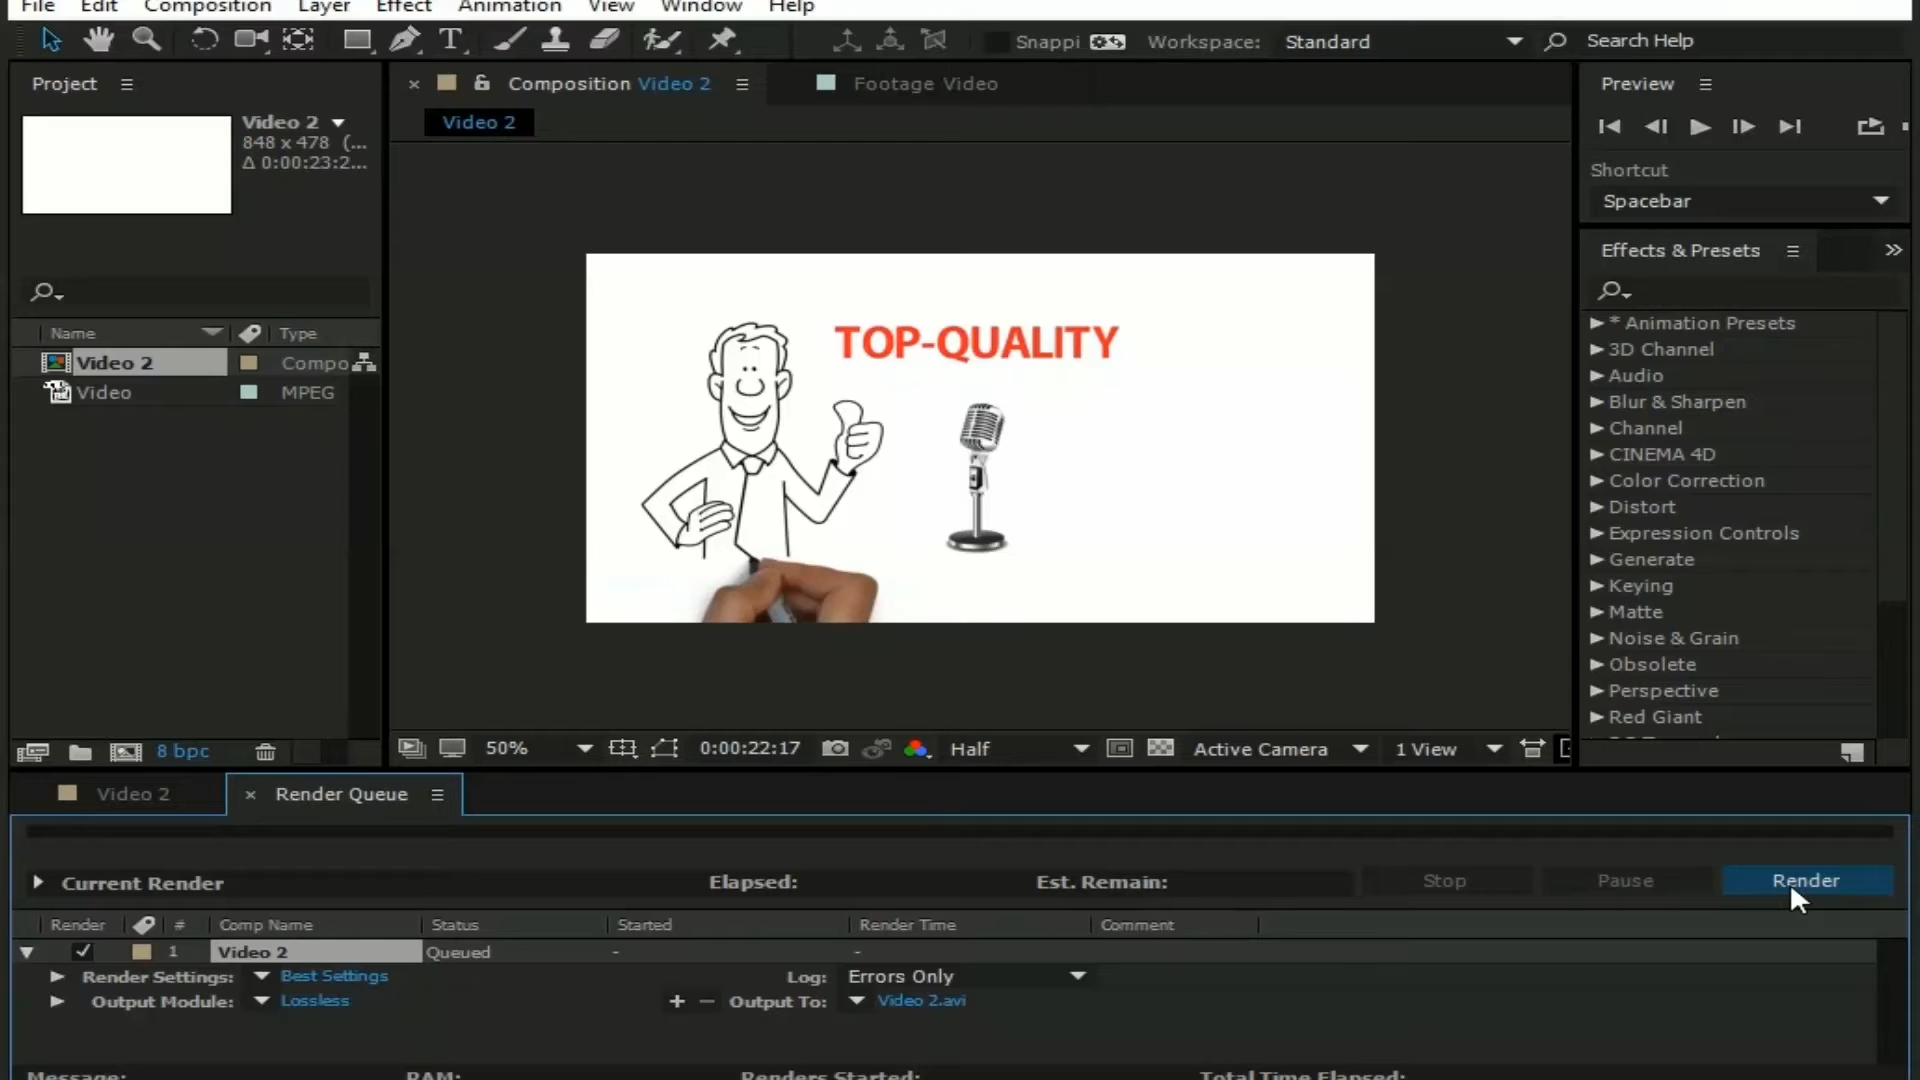 File Edit Composition Layer Effect Animation View Window Help
Snappi Workspace: Standard Search Help
Project
Composition Video 2 Footage Video
Preview
Video 2
848 x 478 (...
Δ 0:00:23:2...
Video 2
Shortcut
Spacebar
Effects & Presets
Name Type
Video 2 Compo
Video MPEG
* Animation Presets
3D Channel
Audio
Blur & Sharpen
Channel
CINEMA 4D
Color Correction
Distort
Expression Controls
Generate
Keying
Matte
Noise & Grain
Obsolete
Perspective
Red Giant
TOP-QUALITY
8 bpc
50% 0:00:22:17 Half Active Camera 1 View
Video 2 Render Queue
Current Render Elapsed: Est. Remain: Stop Pause Render
Render # Comp Name Status Started Render Time Comment
1 Video 2 Queued - -
Render Settings: Best Settings Log: Errors Only
Output Module: Lossless + – Output To: Video 2.avi
Message: RAM: Renders Started: Total Time Elapsed: